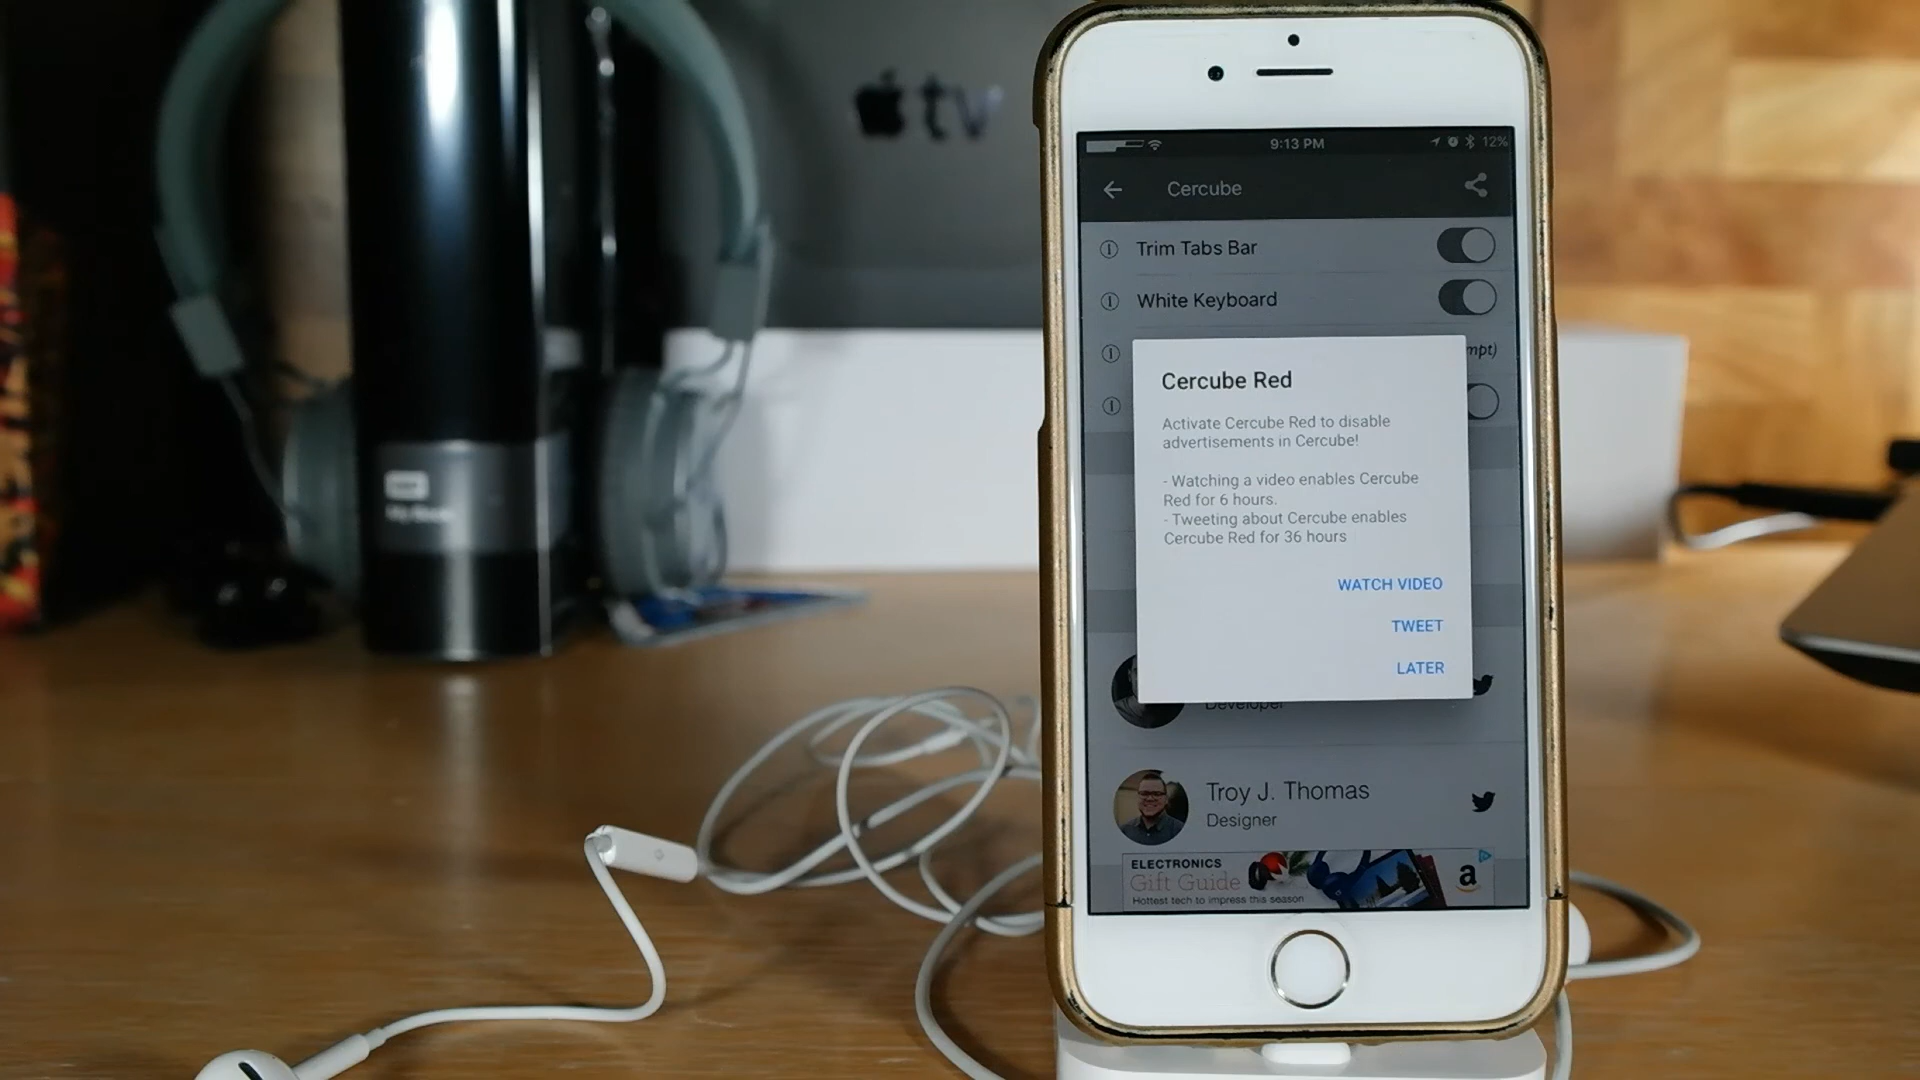 tv
9:13 PM
12%
Cercube
Trim Tabs Bar
White Keyboard
mpt)
Cercube Red
Activate Cercube Red to disable
advertisements in Cercube!
- Watching a video enables Cercube
Red for 6 hours.
- Tweeting about Cercube enables
Cercube Red for 36 hours
WATCH VIDEO
TWEET
LATER
Developer
Troy J. Thomas
Designer
ELECTRONICS
Gift Guide
Hottest tech to impress this season
a